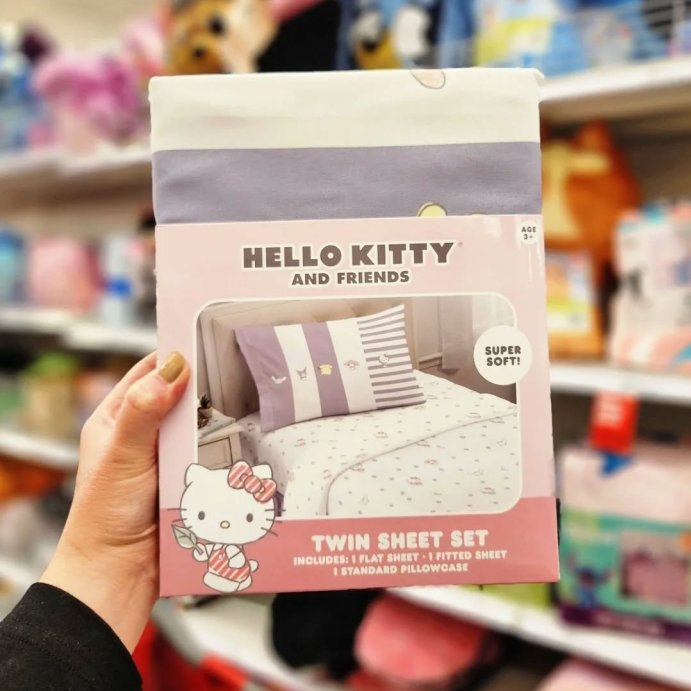 AGE
3+
HELLO KITTY
AND FRIENDS
SUPER
SOFT!
TWIN SHEET SET
INCLUDES: 1 FLAT SHEET • 1 FITTED SHEET
1 STANDARD PILLOWCASE